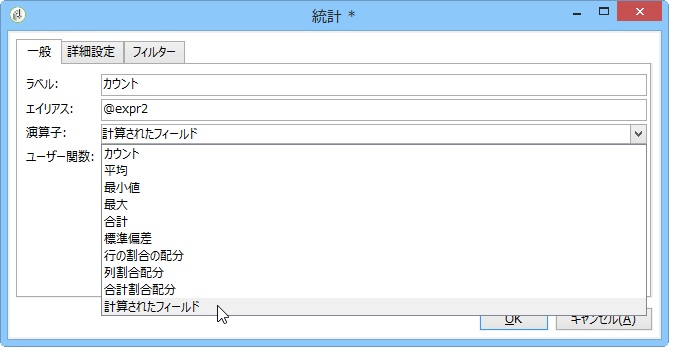 統計 *
一般 詳細設定 フィルター
ラベル: カウント
エイリアス: @expr2
演算子: 計算されたフィールド
ユーザー関数:
カウント
平均
最小値
最大
合計
標準偏差
行の割合の配分
列割合配分
合計割合配分
計算されたフィールド
OK キャンセル(A)